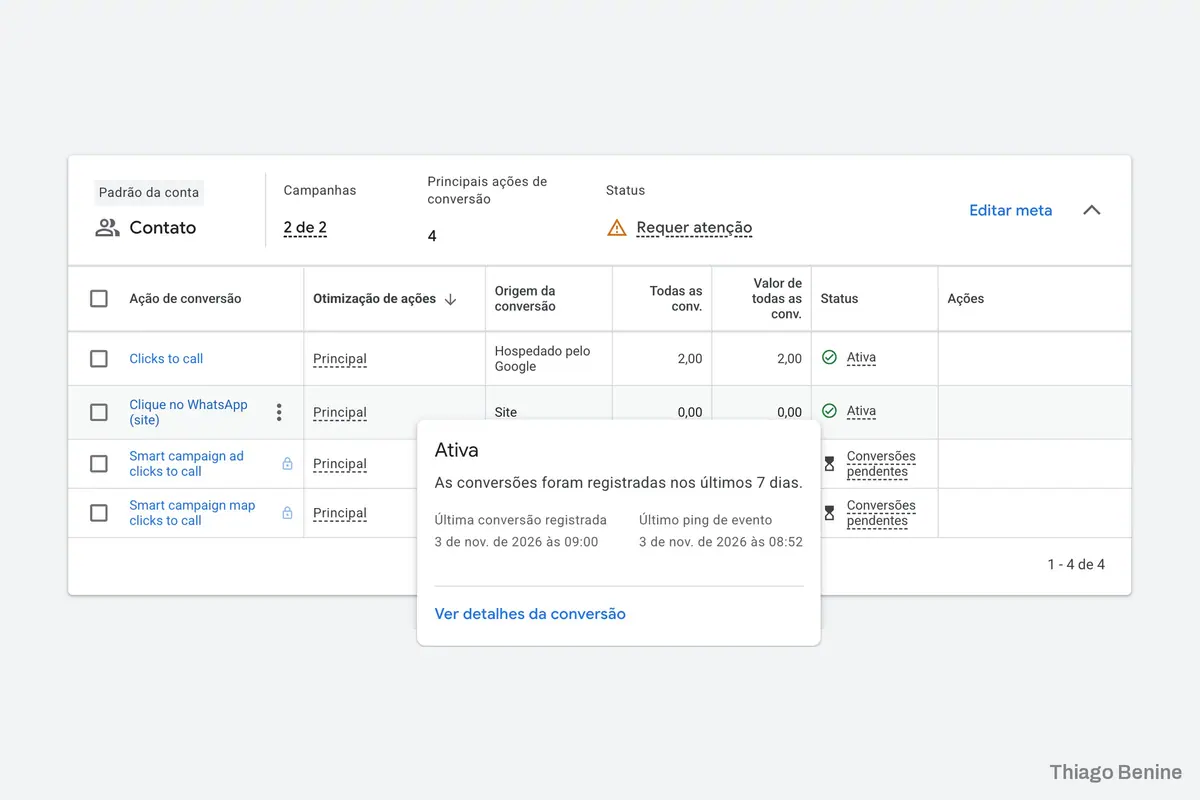 Padrão da conta
Contato
Campanhas
2 de 2
Principais ações de
conversão
4
Status
Requer atenção
Editar meta
Ação de conversão
Otimização de ações
Origem da
conversão
Todas as
conv.
Valor de
todas as
conv.
Status
Ações
Clicks to call
Principal
Hospedado pelo
Google
2,00
2,00
Ativa
Clique no WhatsApp
(site)
Principal
Site
0,00
0,00
Ativa
Smart campaign ad
clicks to call
Principal
Conversões
pendentes
Smart campaign map
clicks to call
Principal
Conversões
pendentes
Ativa
As conversões foram registradas nos últimos 7 dias.
Última conversão registrada
3 de nov. de 2026 às 09:00
Último ping de evento
3 de nov. de 2026 às 08:52
Ver detalhes da conversão
1 - 4 de 4
Thiago Benine